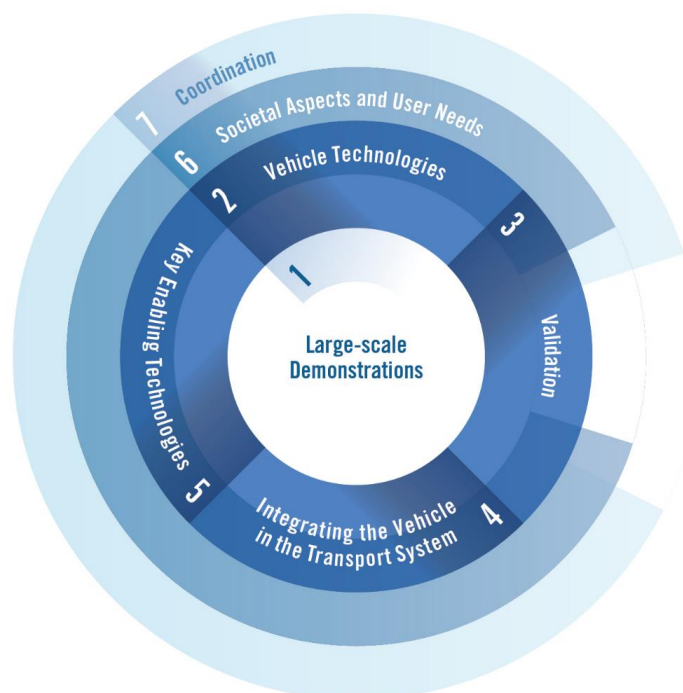 7 Coordination
6 Societal Aspects and User Needs
2 Vehicle Technologies
3 Validation
1
Large-scale
Demonstrations
5 Key Enabling Technologies
4 Integrating the Vehicle
in the Transport System